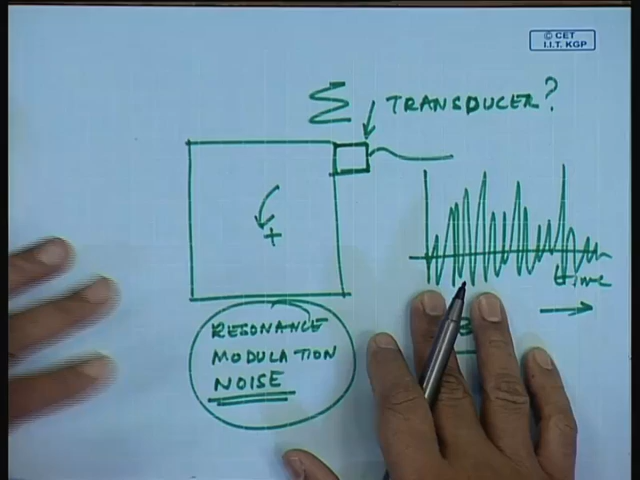 © CET
I.I.T. KGP
Σ
TRANSDUCER?
+
time
RESONANCE
MODULATION
NOISE